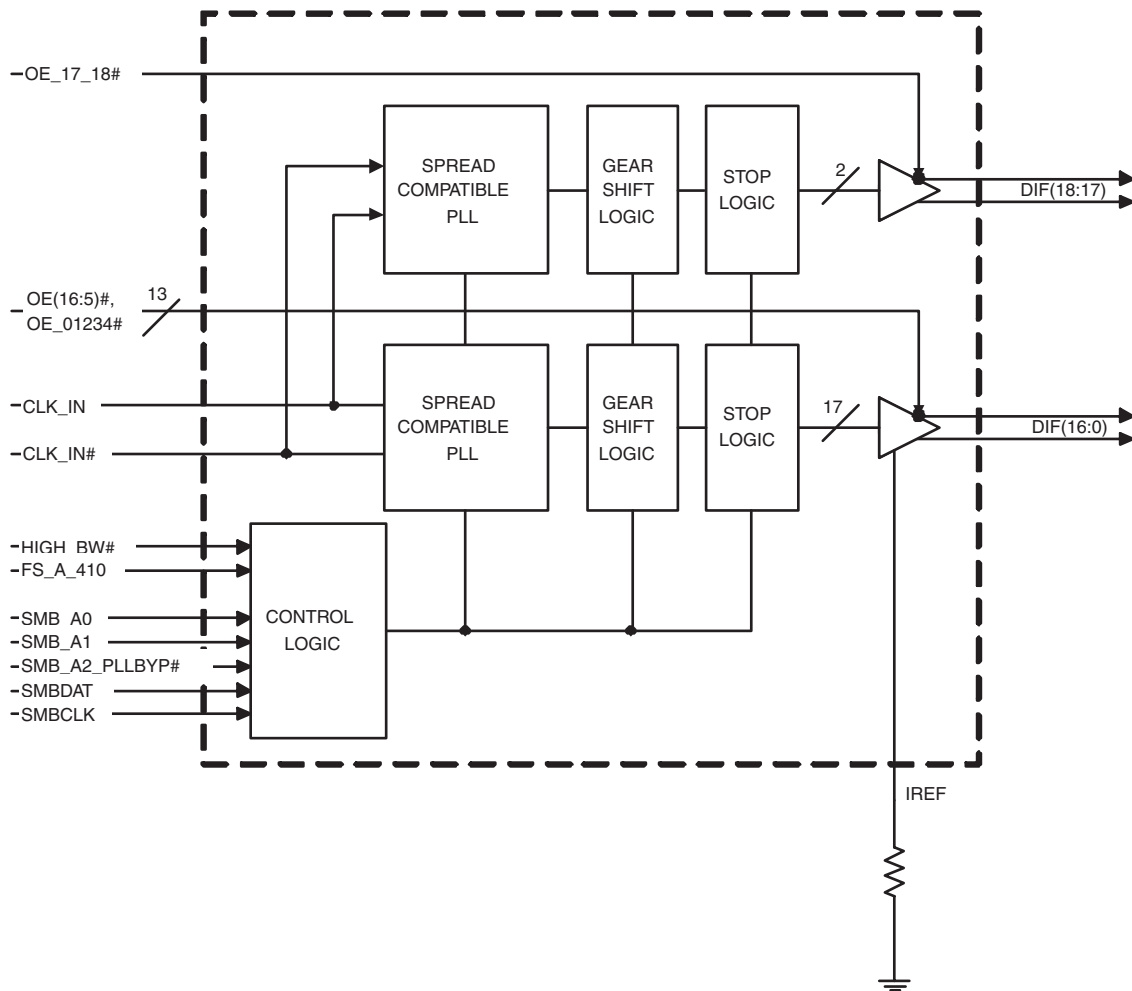 OE_17_18#
SPREAD
COMPATIBLE
PLL
GEAR
SHIFT
LOGIC
STOP
LOGIC
2
DIF(18:17)
OE(16:5)#,
OE_01234#
13
CLK_IN
CLK_IN#
SPREAD
COMPATIBLE
PLL
GEAR
SHIFT
LOGIC
STOP
LOGIC
17
DIF(16:0)
HIGH_BW#
FS_A_410
SMB_A0
SMB_A1
SMB_A2_PLLBYP#
SMBDAT
SMBCLK
CONTROL
LOGIC
IREF